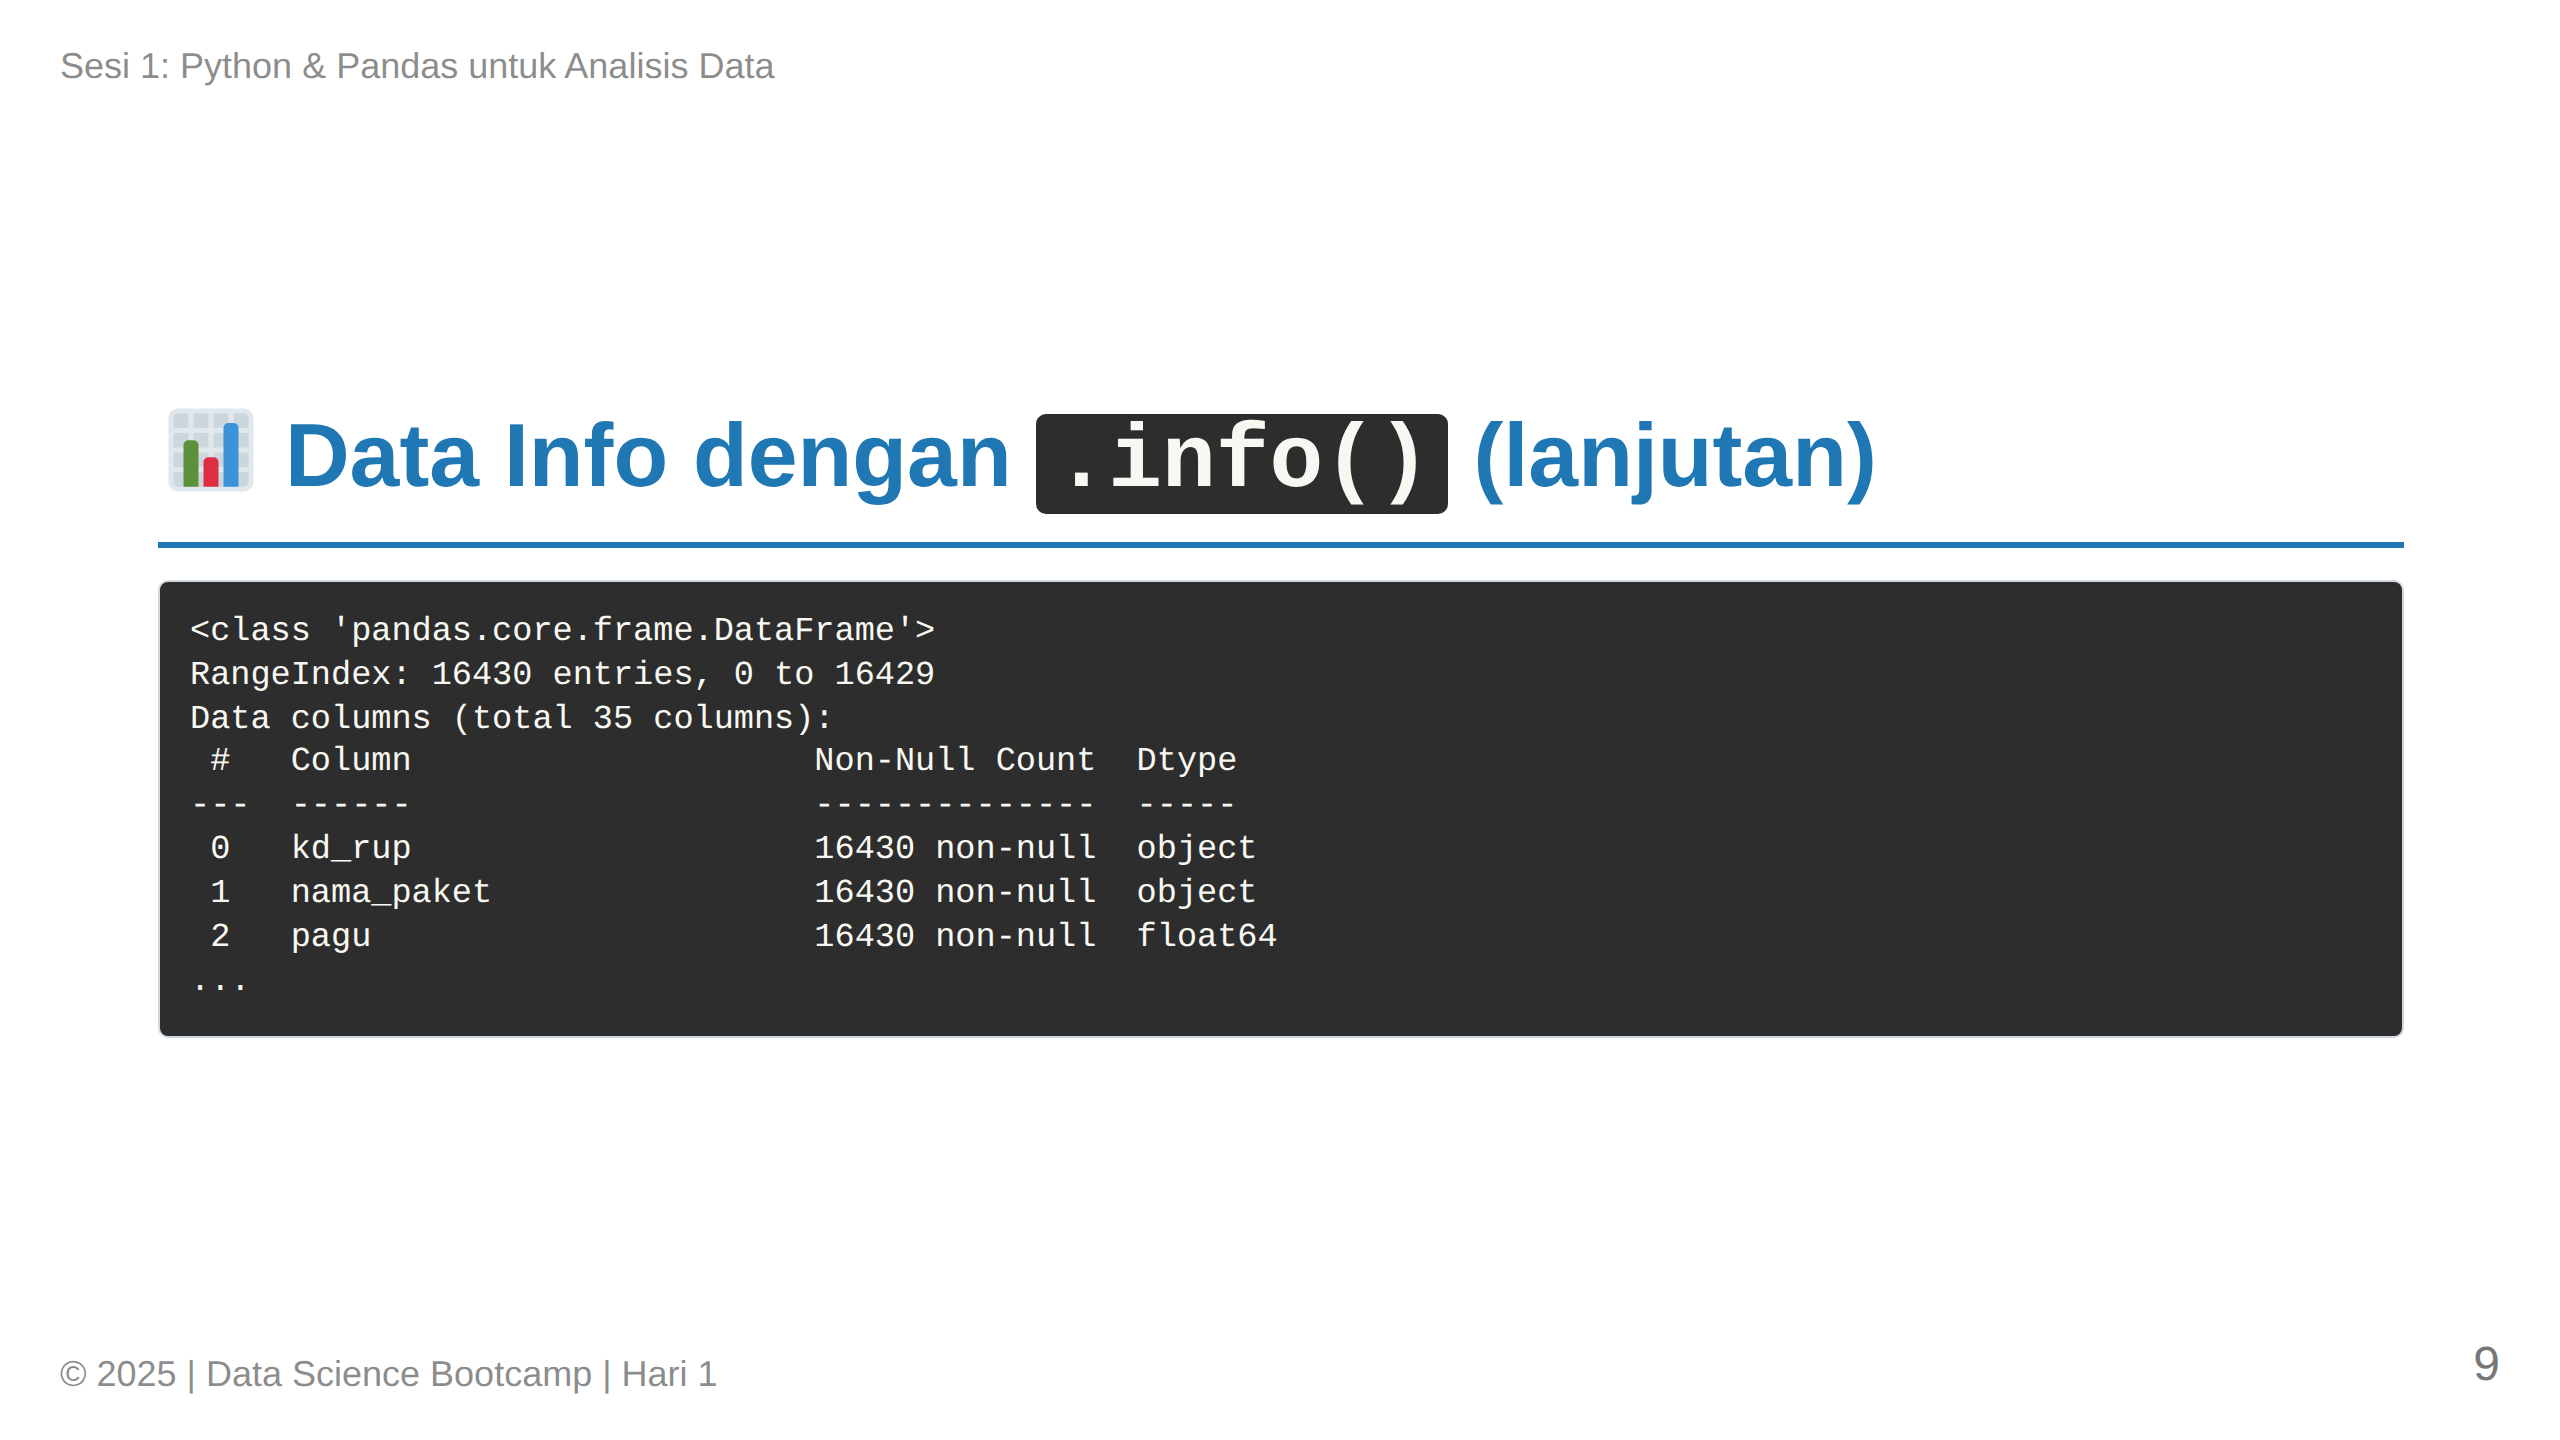 Sesi 1: Python & Pandas untuk Analisis Data
Data Info dengan .info() (lanjutan)
<class 'pandas.core.frame.DataFrame'>
RangeIndex: 16430 entries, 0 to 16429
Data columns (total 35 columns):
 #   Column                    Non-Null Count  Dtype
---  ------                    --------------  -----
 0   kd_rup                    16430 non-null  object
 1   nama_paket                16430 non-null  object
 2   pagu                      16430 non-null  float64
...
© 2025 | Data Science Bootcamp | Hari 1
9